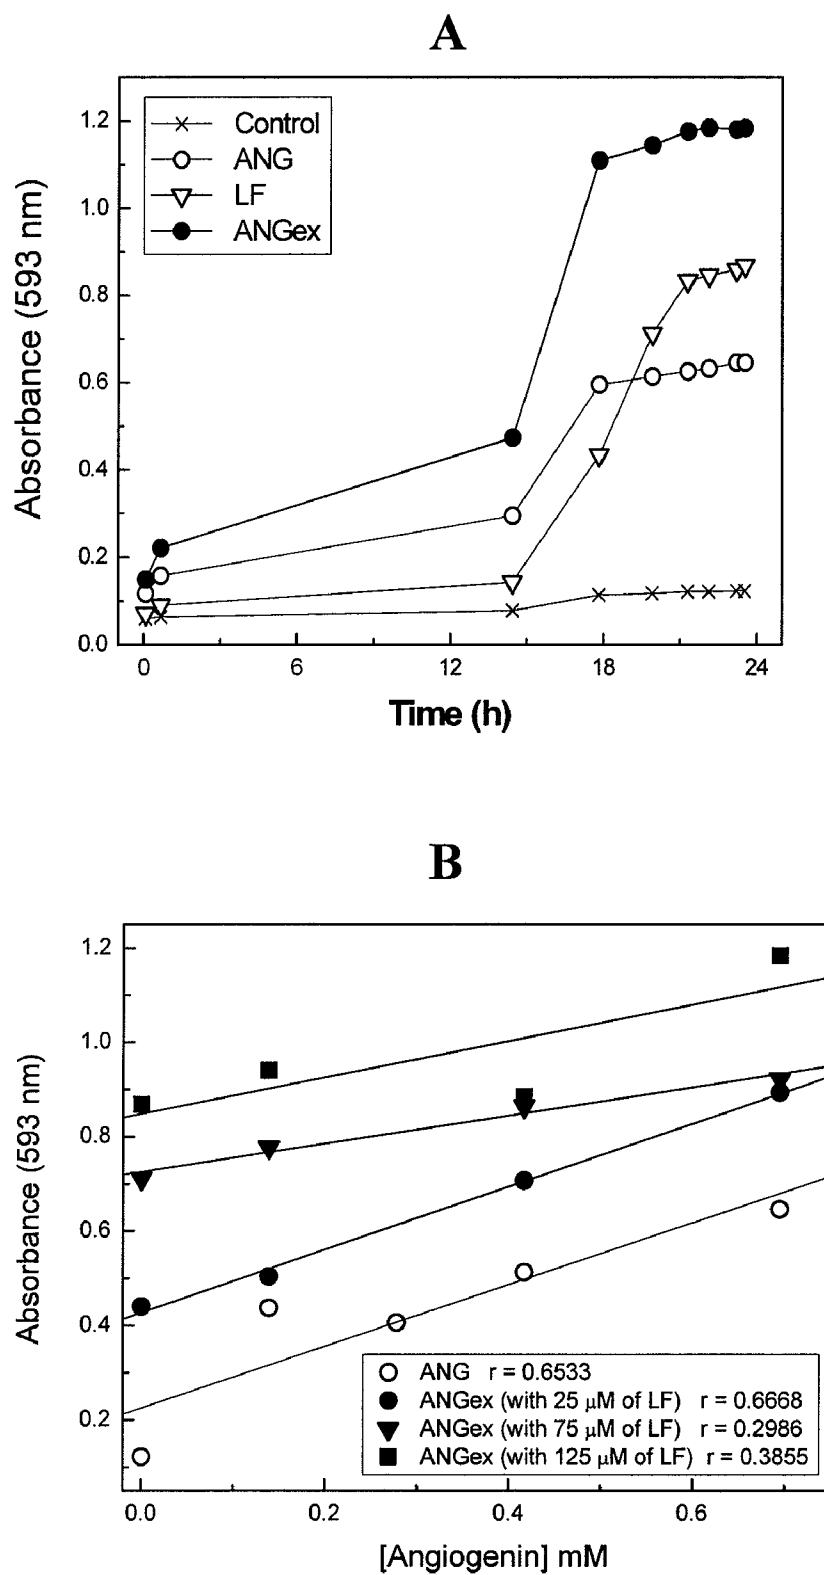 A
Absorbance (593 nm)
Control
ANG
LF
ANGex
1.2
1.0
0.8
0.6
0.4
0.2
0.0
0 6 12 18 24
Time (h)
B
Absorbance (593 nm)
1.2
1.0
0.8
0.6
0.4
0.2
ANG r = 0.6533
ANGex (with 25 μM of LF) r = 0.6668
ANGex (with 75 μM of LF) r = 0.2986
ANGex (with 125 μM of LF) r = 0.3855
0.0 0.2 0.4 0.6
[Angiogenin] mM